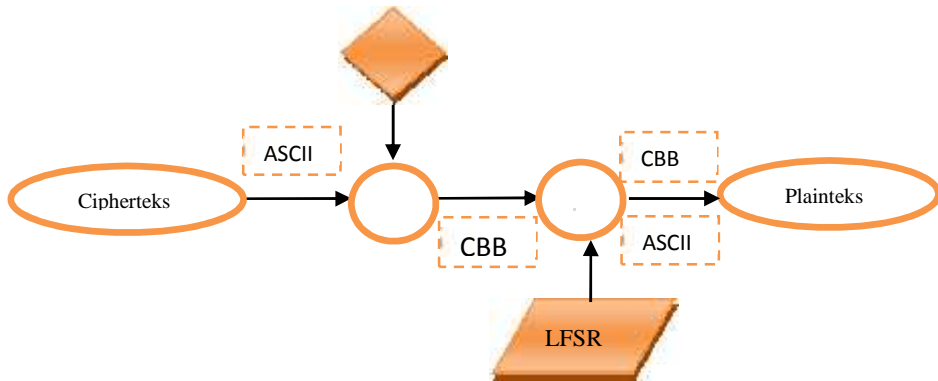 ASCII
CBB
Cipherteks
Plainteks
CBB
ASCII
LFSR